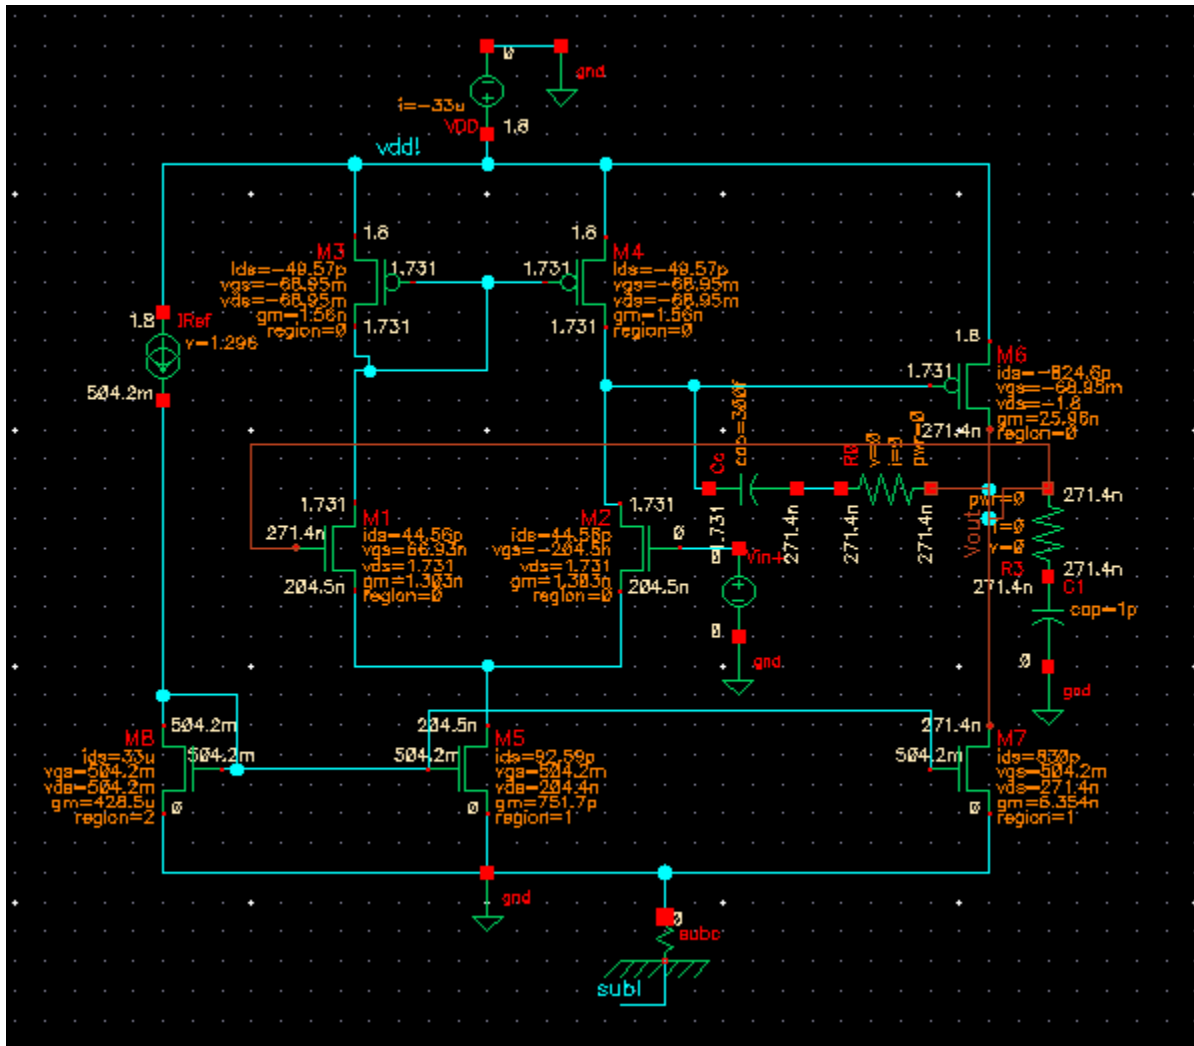 0
gnd
i=-33u
VDD
1.8
vdd!
1.8
M3
ids=-49.57p
vgs=-68.95m
vds=-68.95m
gm=1.56n
region=0
1.731
1.731
1.8
M4
1.731
ids=-49.57p
vgs=-68.95m
vds=-68.95m
gm=1.56n
region=0
1.731
1.8
IRef
v=1.296
504.2m
1.8
M6
1.731
ids=-824.6p
vgs=-68.95m
vds=-1.8
gm=25.96n
region=0
271.4n
Cc
cap=300f
1.731
271.4n
R0
v=0
i=0
pwr=0
271.4n
271.4n
Vout
pwr=0
i=0
v=0
R3
271.4n
271.4n
271.4n
C1
cap=1p
0
gnd
1.731
M1
271.4n
ids=44.56p
vgs=66.93n
vds=1.731
gm=1.303n
region=0
204.5n
1.731
M2
ids=44.56p
vgs=-204.5n
vds=1.731
gm=1.303n
region=0
204.5n
0
0
Vin+
0
gnd
504.2m
M8
504.2m
ids=33u
vgs=504.2m
vds=504.2m
gm=428.5u
region=2
0
204.5n
M5
504.2m
ids=92.59p
vgs=504.2m
vds=204.4n
gm=751.7p
region=1
0
271.4n
M7
504.2m
ids=830p
vgs=504.2m
vds=271.4n
gm=6.354n
region=1
0
gnd
0
subc
sub!